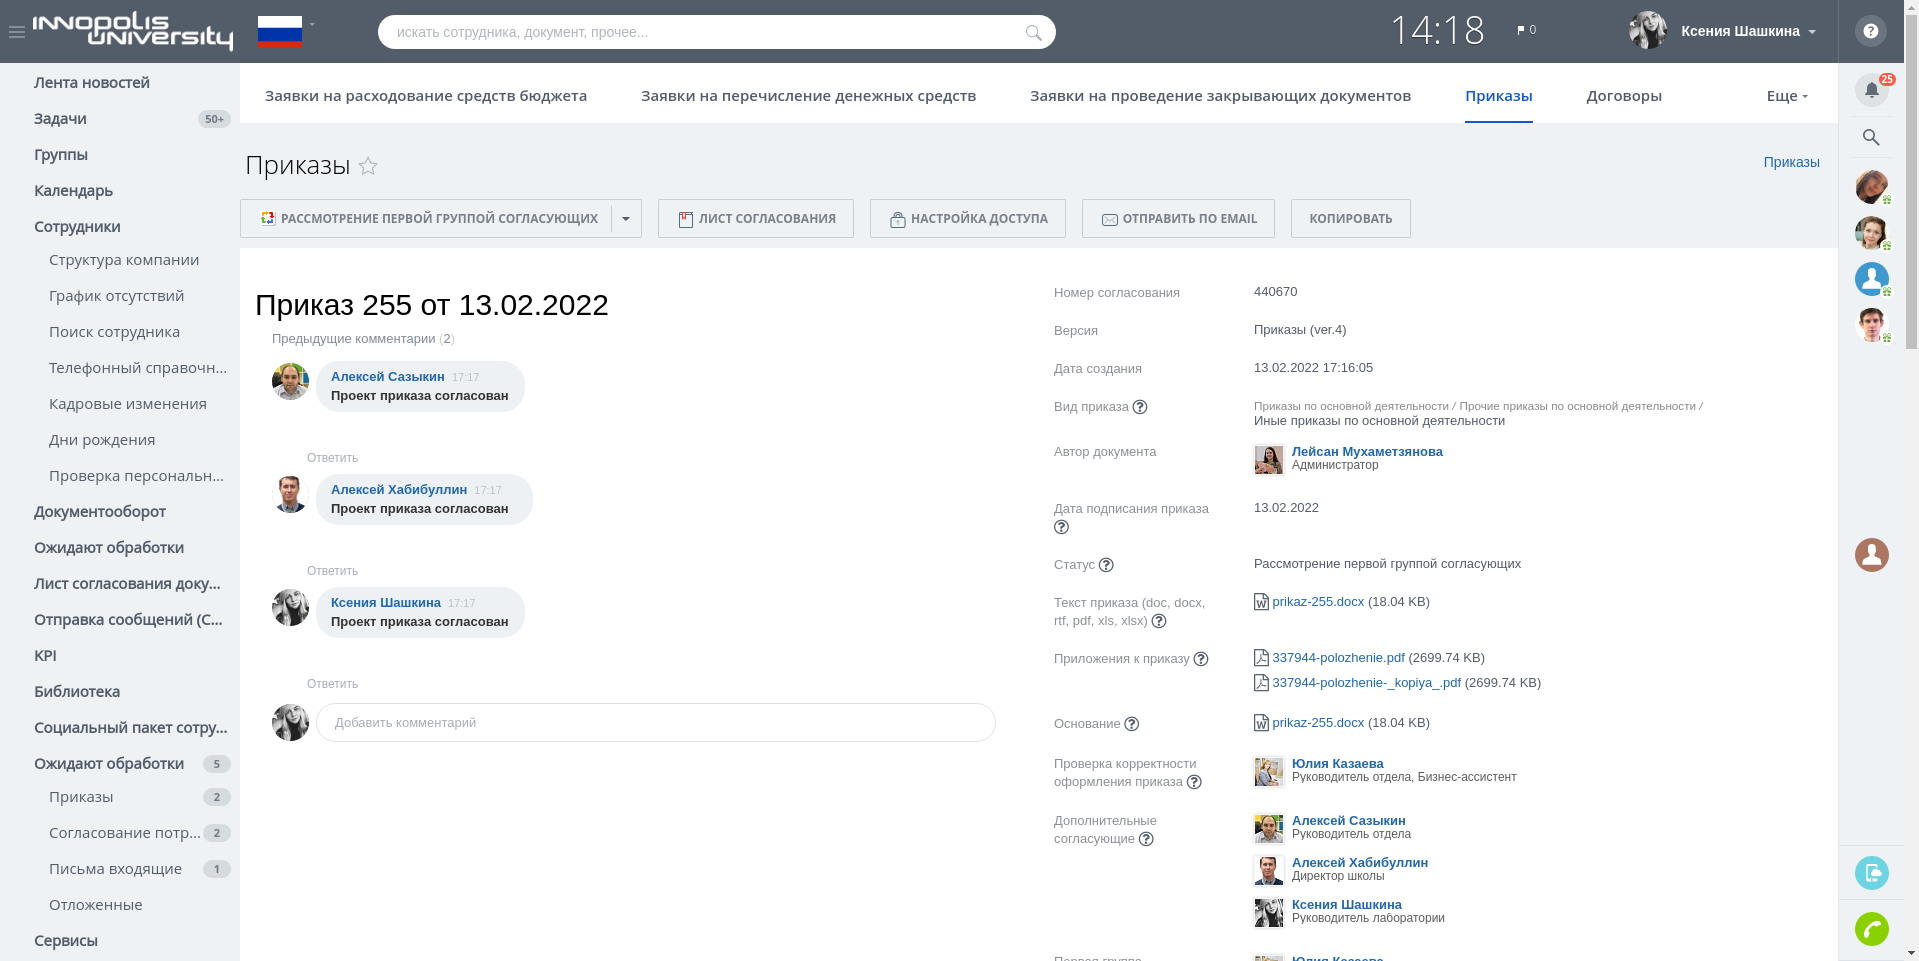 INNOPOLIS
UNIVERSITY
искать сотрудника, документ, прочее...
14:18
0
Ксения Шашкина
?
25
Лента новостей
Задачи
50+
Группы
Календарь
Сотрудники
Структура компании
График отсутствий
Поиск сотрудника
Телефонный справочн...
Кадровые изменения
Дни рождения
Проверка персональн...
Документооборот
Ожидают обработки
Лист согласования доку...
Отправка сообщений (С...
KPI
Библиотека
Социальный пакет сотру...
Ожидают обработки
5
Приказы
2
Согласование потр...
2
Письма входящие
1
Отложенные
Сервисы
Заявки на расходование средств бюджета
Заявки на перечисление денежных средств
Заявки на проведение закрывающих документов
Приказы
Договоры
Еще
Приказы
Приказы
РАССМОТРЕНИЕ ПЕРВОЙ ГРУППОЙ СОГЛАСУЮЩИХ
ЛИСТ СОГЛАСОВАНИЯ
НАСТРОЙКА ДОСТУПА
ОТПРАВИТЬ ПО EMAIL
КОПИРОВАТЬ
Приказ 255 от 13.02.2022
Предыдущие комментарии (2)
Алексей Сазыкин 17:17
Проект приказа согласован
Ответить
Алексей Хабибуллин 17:17
Проект приказа согласован
Ответить
Ксения Шашкина 17:17
Проект приказа согласован
Ответить
Добавить комментарий
Номер согласования
440670
Версия
Приказы (ver.4)
Дата создания
13.02.2022 17:16:05
Вид приказа ?
Приказы по основной деятельности / Прочие приказы по основной деятельности /
Иные приказы по основной деятельности
Автор документа
Лейсан Мухаметзянова
Администратор
Дата подписания приказа
?
13.02.2022
Статус ?
Рассмотрение первой группой согласующих
Текст приказа (doc, docx,
rtf, pdf, xls, xlsx) ?
prikaz-255.docx (18.04 KB)
Приложения к приказу ?
337944-polozhenie.pdf (2699.74 KB)
337944-polozhenie-_kopiya_.pdf (2699.74 KB)
Основание ?
prikaz-255.docx (18.04 KB)
Проверка корректности
оформления приказа ?
Юлия Казаева
Руководитель отдела, Бизнес-ассистент
Дополнительные
согласующие ?
Алексей Сазыкин
Руководитель отдела
Алексей Хабибуллин
Директор школы
Ксения Шашкина
Руководитель лаборатории
Первая группа
Юлия Казаева